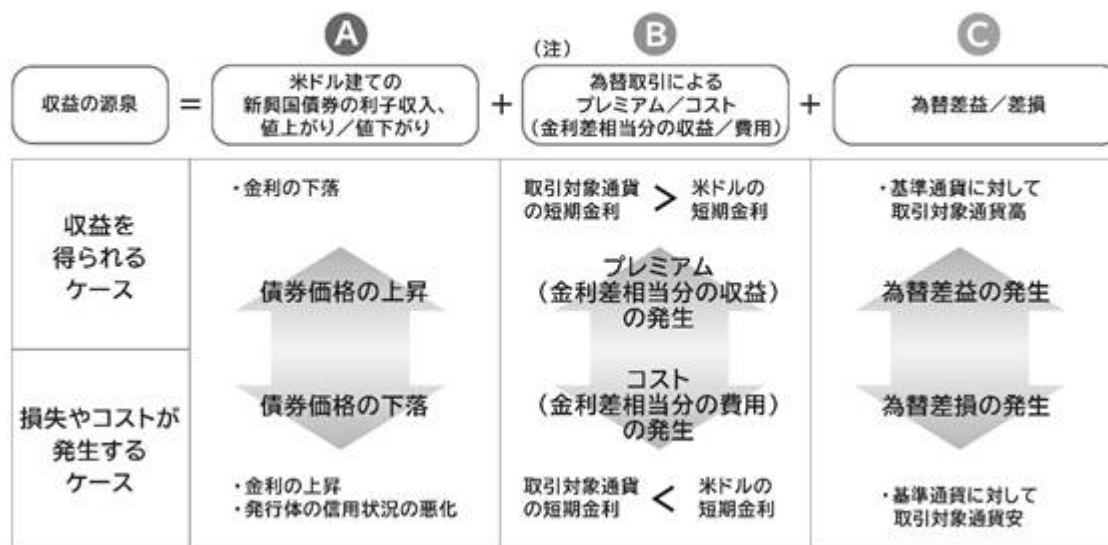 A
(注)
B
C
収益の源泉
=
米ドル建ての
新興国債券の利子収入、
値上がり/値下がり
+
為替取引による
プレミアム/コスト
(金利差相当分の収益/費用)
+
為替差益/差損
収益を
得られる
ケース
・金利の下落
債券価格の上昇
取引対象通貨
の短期金利
>
米ドルの
短期金利
プレミアム
(金利差相当分の収益)
の発生
・基準通貨に対して
取引対象通貨高
為替差益の発生
損失やコストが
発生する
ケース
債券価格の下落
・金利の上昇
・発行体の信用状況の悪化
コスト
(金利差相当分の費用)
の発生
取引対象通貨
の短期金利
<
米ドルの
短期金利
為替差損の発生
・基準通貨に対して
取引対象通貨安